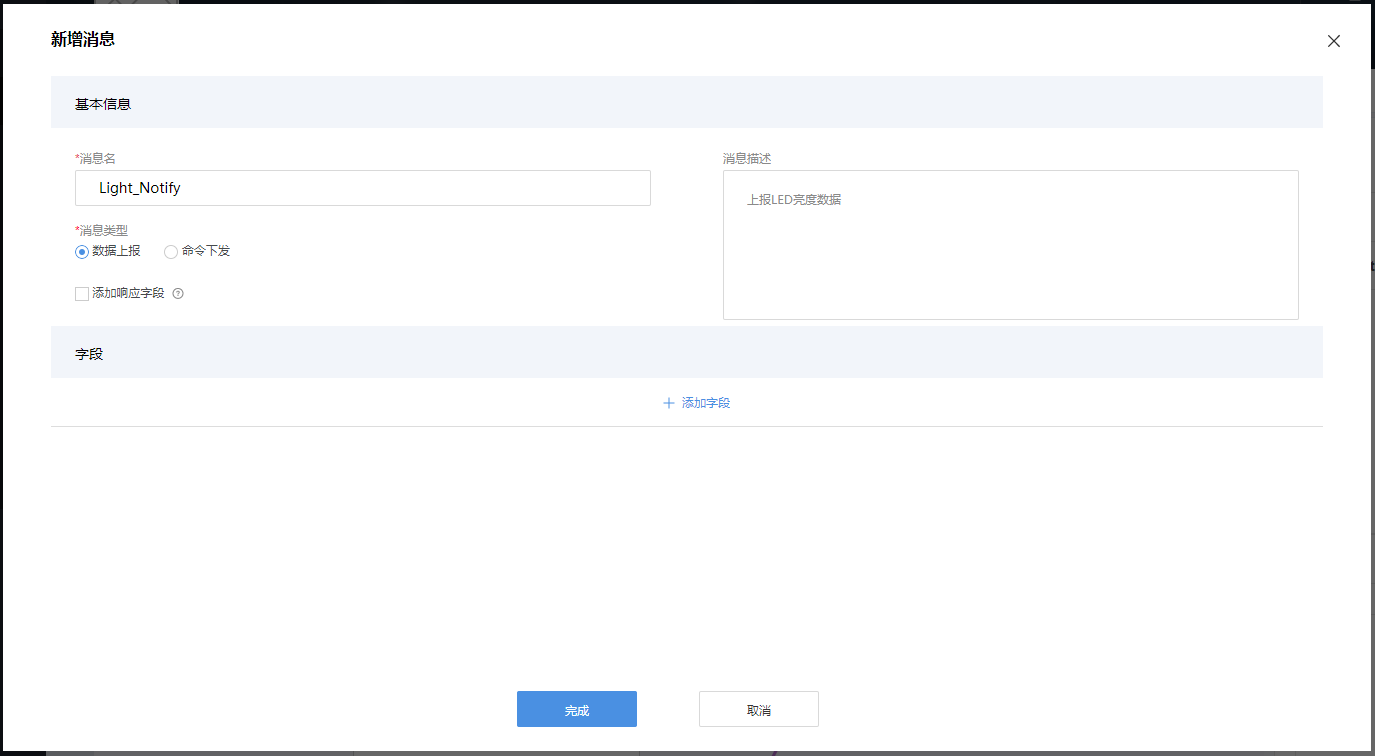 新增消息
基本信息
*消息名
Light_Notify
*消息类型
数据上报 命令下发
添加响应字段
消息描述
上报LED亮度数据
字段
添加字段
完成 取消